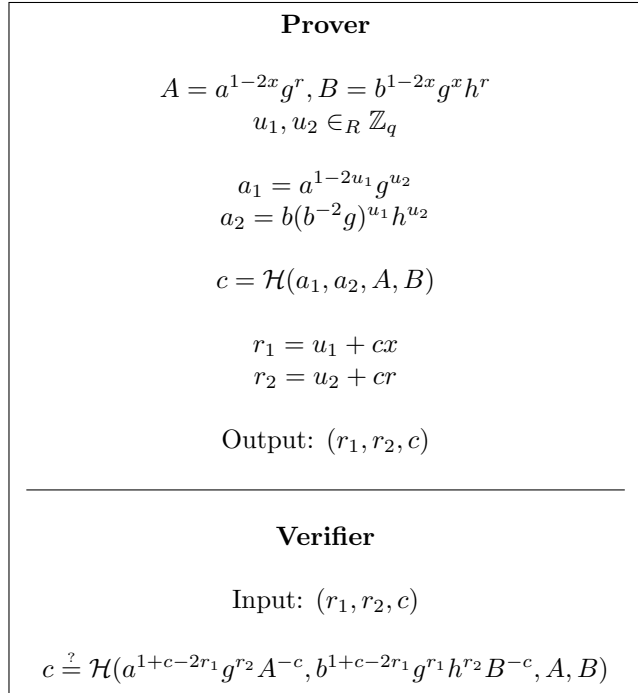 Prover
A = a^{1−2x}g^r, B = b^{1−2x}g^xh^r
u_1, u_2 ∈_R ℤ_q
a_1 = a^{1−2u_1}g^{u_2}
a_2 = b(b^{−2}g)^{u_1}h^{u_2}
c = ℋ(a_1, a_2, A, B)
r_1 = u_1 + cx
r_2 = u_2 + cr
Output: (r_1, r_2, c)
Verifier
Input: (r_1, r_2, c)
c ≟ ℋ(a^{1+c−2r_1}g^{r_2}A^{−c}, b^{1+c−2r_1}g^{r_1}h^{r_2}B^{−c}, A, B)